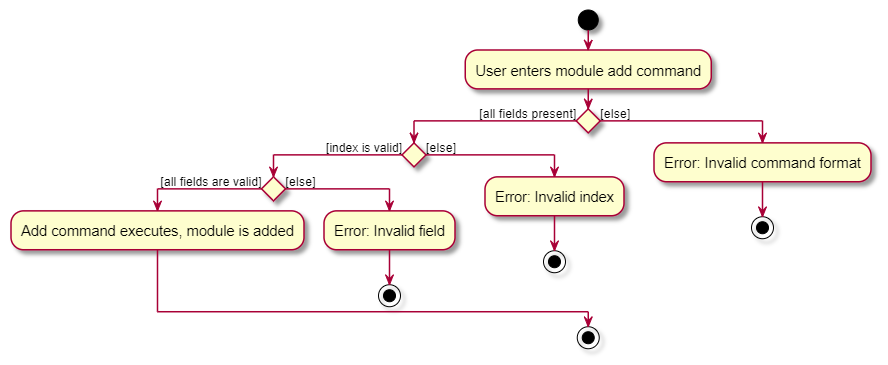 User enters module add command
[all fields present]
[else]
[index is valid]
[else]
Error: Invalid command format
[all fields are valid]
[else]
Error: Invalid index
Add command executes, module is added
Error: Invalid field